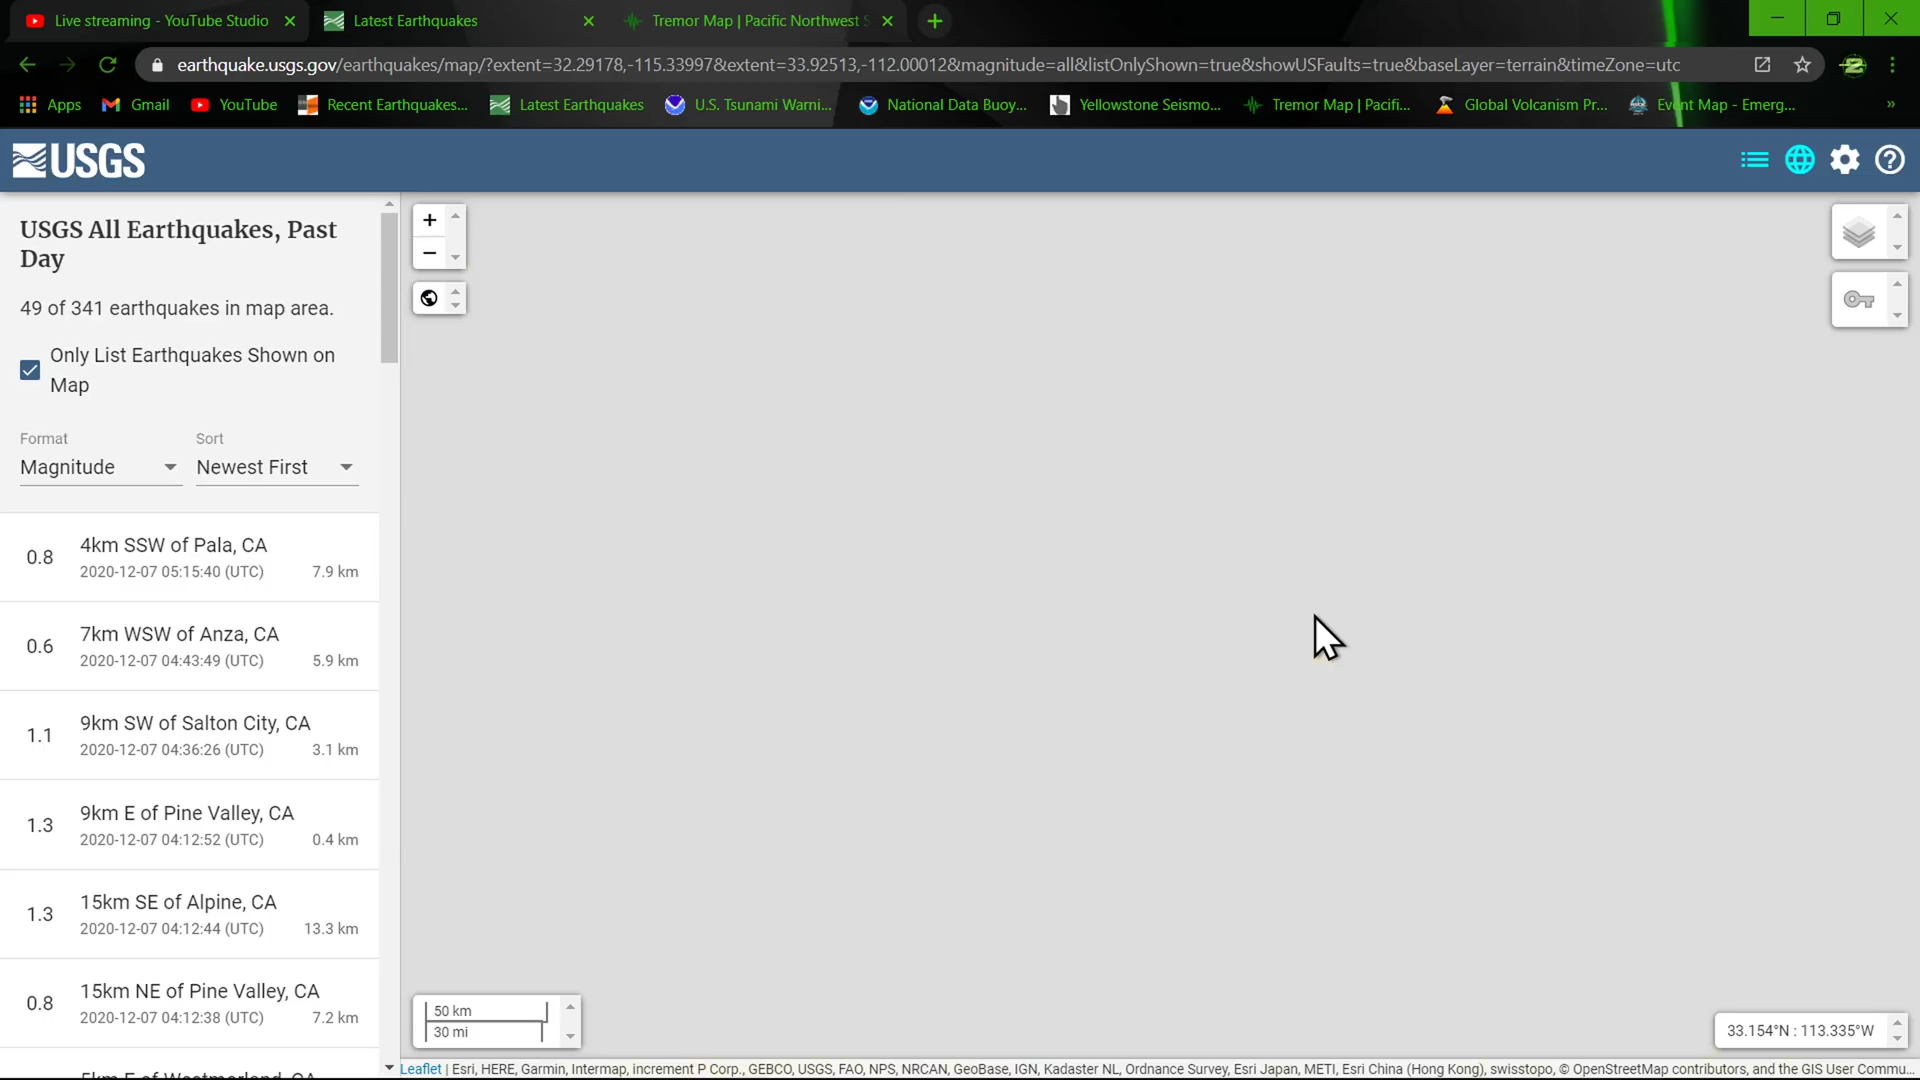 Live streaming - YouTube Studio
Latest Earthquakes
Tremor Map | Pacific Northwest S
earthquake.usgs.gov/earthquakes/map/?extent=32.29178,-115.33997&extent=33.92513,-112.00012&magnitude=all&listOnlyShown=true&showUSFaults=true&baseLayer=terrain&timeZone=utc
Apps Gmail YouTube Recent Earthquakes... Latest Earthquakes U.S. Tsunami Warni... National Data Buoy... Yellowstone Seismo... Tremor Map | Pacifi... Global Volcanism Pr... Event Map - Emerg... »
USGS
USGS All Earthquakes, Past
Day
49 of 341 earthquakes in map area.
Only List Earthquakes Shown on
Map
Format Sort
Magnitude Newest First
0.8 4km SSW of Pala, CA
2020-12-07 05:15:40 (UTC) 7.9 km
0.6 7km WSW of Anza, CA
2020-12-07 04:43:49 (UTC) 5.9 km
1.1 9km SW of Salton City, CA
2020-12-07 04:36:26 (UTC) 3.1 km
1.3 9km E of Pine Valley, CA
2020-12-07 04:12:52 (UTC) 0.4 km
1.3 15km SE of Alpine, CA
2020-12-07 04:12:44 (UTC) 13.3 km
0.8 15km NE of Pine Valley, CA
2020-12-07 04:12:38 (UTC) 7.2 km
5km E of Westmorland, CA
+
−
50 km
30 mi
33.154°N : 113.335°W
Leaflet | Esri, HERE, Garmin, Intermap, increment P Corp., GEBCO, USGS, FAO, NPS, NRCAN, GeoBase, IGN, Kadaster NL, Ordnance Survey, Esri Japan, METI, Esri China (Hong Kong), swisstopo, © OpenStreetMap contributors, and the GIS User Commu...